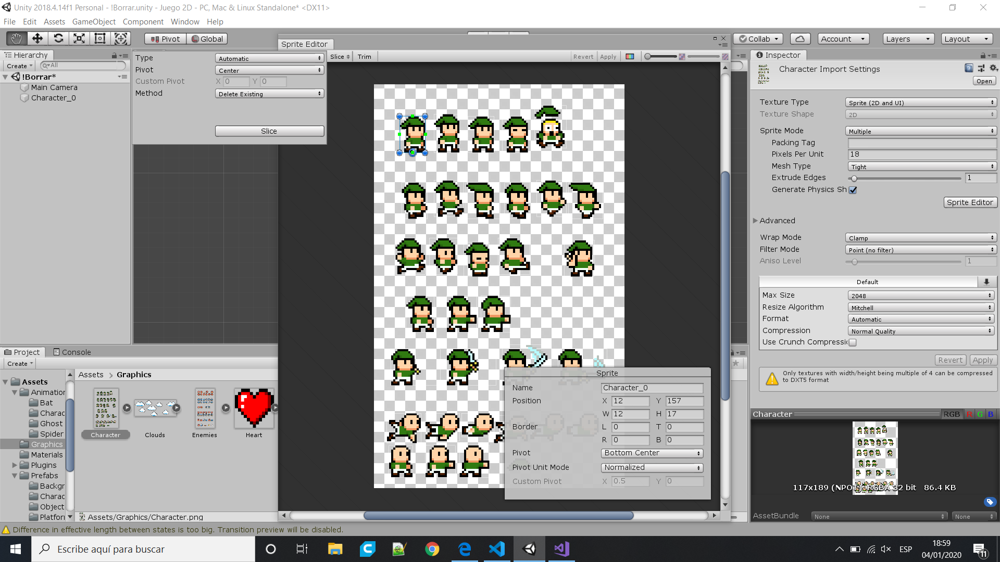 Unity 2018.4.14f1 Personal - !Borrar.unity - Juego 2D - PC, Mac & Linux Standalone* <DX11>
File Edit Assets GameObject Component Window Help
Pivot Global Collab Account Layers Layout
Hierarchy
Create All
!Borrar*
Main Camera
Character_0
Sprite Editor
Slice Trim Revert Apply
Type Automatic
Pivot Center
Custom Pivot X 0 Y 0
Method Delete Existing
Slice
Inspector
Character Import Settings
Open
Texture Type Sprite (2D and UI)
Texture Shape 2D
Sprite Mode Multiple
Packing Tag
Pixels Per Unit 18
Mesh Type Tight
Extrude Edges 1
Generate Physics Sh
Sprite Editor
Advanced
Wrap Mode Clamp
Filter Mode Point (no filter)
Aniso Level 1
Default
Max Size 2048
Resize Algorithm Mitchell
Format Automatic
Compression Normal Quality
Use Crunch Compressi
Revert Apply
Only textures with width/height being multiple of 4 can be compressed
to DXT5 format
Character RGB R G B
117x189 (NPOT) RGBA 32 bit 86.4 KB
AssetBundle None None
Project Console
Create
Assets
Animation
Bat
Charac
Ghost
Spider
Graphics
Materials
Plugins
Prefabs
Backgr
Charac
Object
Platfor
Assets > Graphics
Character Clouds Enemies Heart
Assets/Graphics/Character.png
Sprite
Name Character_0
Position X 12 Y 157
W 12 H 17
Border L 0 T 0
R 0 B 0
Pivot Bottom Center
Pivot Unit Mode Normalized
Custom Pivot X 0.5 Y 0
Difference in effective length between states is too big. Transition preview will be disabled.
Escribe aquí para buscar
ESP
18:59
04/01/2020
11